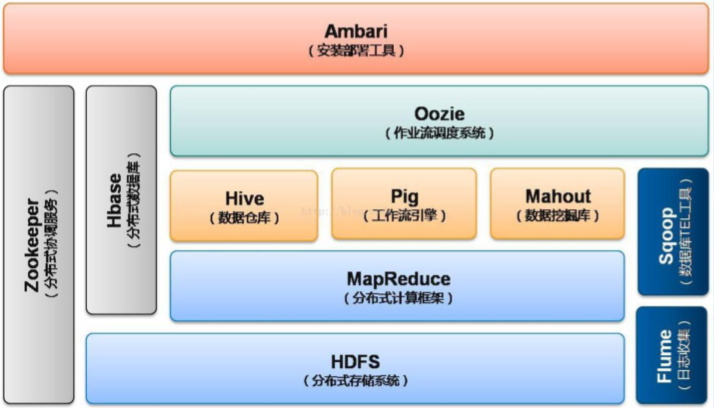 Ambari
(安装部署工具)
Zookeeper
(分布式协调服务)
Hbase
(分布式数据库)
Oozie
(作业流调度系统)
Hive
(数据仓库)
Pig
(工作流引擎)
Mahout
(数据挖掘库)
Sqoop
(数据库TEL工具)
MapReduce
(分布式计算框架)
Flume
(日志收集)
HDFS
(分布式存储系统)